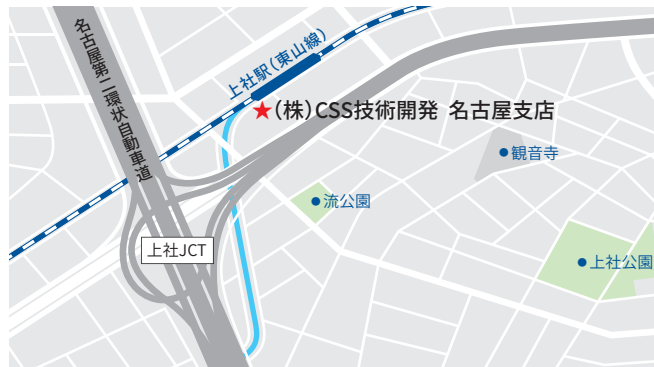 名古屋第二環状自動車道
上社駅(東山線)
★(株)CSS技術開発 名古屋支店
観音寺
流公園
上社JCT
上社公園